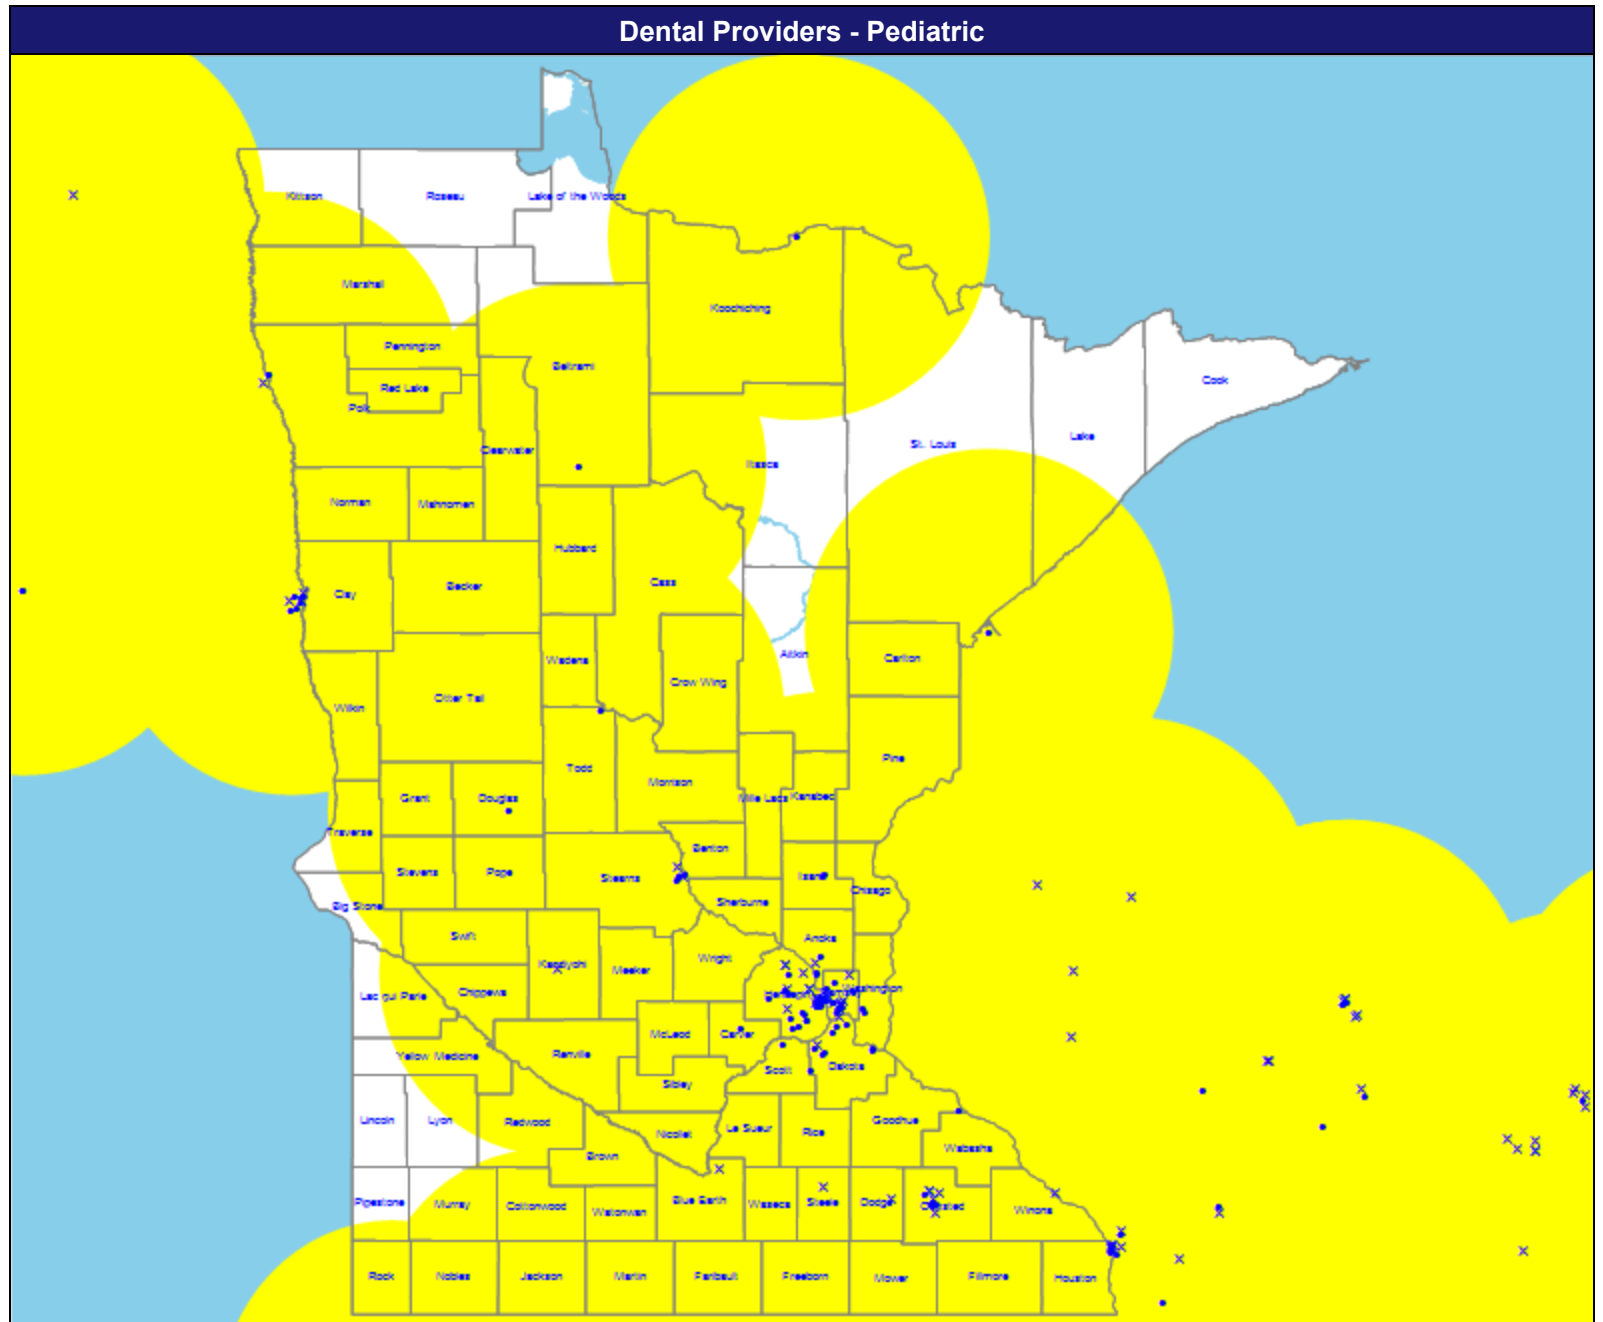 Dental Providers - Pediatric
Kittson
Roseau
Lake of the Woods
Marshall
Koochiching
Pennington
Beltrami
Red Lake
Polk
Cook
Clearwater
St. Louis
Lake
Itasca
Norman
Mahnomen
Hubbard
Cass
Becker
Clay
Aitkin
Carlton
Wadena
Crow Wing
Otter Tail
Wilkin
Pine
Todd
Morrison
Grant
Douglas
Mille Lacs
Kanabec
Traverse
Benton
Stevens
Pope
Stearns
Isanti
Chisago
Sherburne
Big Stone
Swift
Anoka
Wright
Kandiyohi
Meeker
Washington
Chippewa
Lac qui Parle
McLeod
Carver
Renville
Yellow Medicine
Scott
Dakota
Sibley
Lincoln
Lyon
Redwood
Le Sueur
Rice
Goodhue
Nicollet
Wabasha
Brown
Pipestone
Murray
Cottonwood
Watonwan
Blue Earth
Waseca
Steele
Dodge
Olmsted
Winona
Rock
Nobles
Jackson
Martin
Faribault
Freeborn
Mower
Fillmore
Houston